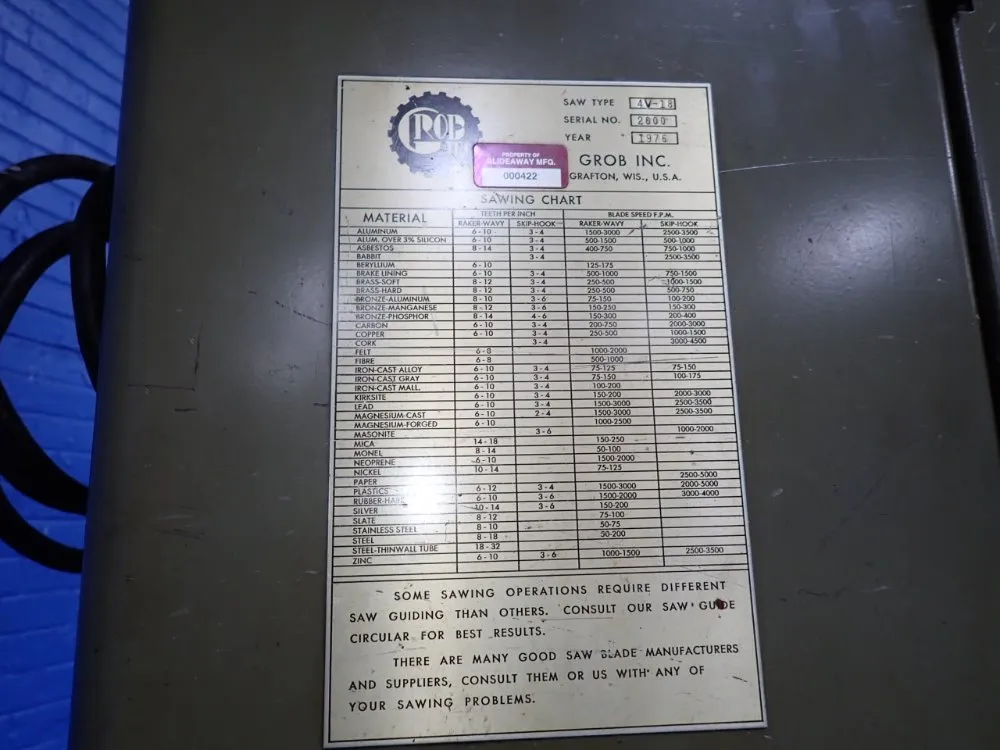 GROB
SAW TYPE 4V-18
SERIAL NO. 2800
YEAR 1976
PROPERTY OF
GLIDEAWAY MFG.
000422
GROB INC.
GRAFTON, WIS., U.S.A.
SAWING CHART
MATERIAL TEETH PER INCH BLADE SPEED F.P.M.
RAKER-WAVY SKIP-HOOK RAKER-WAVY SKIP-HOOK
ALUMINUM 6-10 3-4 1500-3000 2500-3500
ALUM. OVER 3% SILICON 6-10 3-4 500-1500 500-1000
ASBESTOS 8-14 3-4 400-750 750-1000
BABBIT 3-4 2500-3500
BERYLLIUM 6-10 125-175
BRAKE LINING 6-10 3-4 500-1000 750-1500
BRASS-SOFT 8-12 3-4 250-500 1000-1500
BRASS-HARD 8-12 3-4 250-500 500-750
BRONZE-ALUMINUM 8-10 3-6 75-150 100-200
BRONZE-MANGANESE 8-12 3-6 150-250 150-300
BRONZE-PHOSPHOR 8-14 4-6 150-300 200-400
CARBON 6-10 3-4 200-750 2000-3000
COPPER 6-10 3-4 250-500 1000-1500
CORK 3-4 3000-4500
FELT 6-8 1000-2000
FIBRE 6-8 500-1000
IRON-CAST ALLOY 6-10 3-4 75-125 75-150
IRON-CAST GRAY 6-10 3-4 75-150 100-175
IRON-CAST MALL. 6-10 3-4 100-200
KIRKSITE 6-10 3-4 150-200 2000-3000
LEAD 6-10 3-4 1500-3000 2500-3500
MAGNESIUM-CAST 6-10 2-4 1500-3000 2500-3500
MAGNESIUM-FORGED 6-10 1000-2500
MASONITE 3-6 1000-2000
MICA 14-18 150-250
MONEL 8-14 50-100
NEOPRENE 6-10 1500-2000
NICKEL 10-14 75-125
PAPER 2500-5000
PLASTICS 6-12 3-4 1500-3000 2000-5000
RUBBER-HARD 6-10 3-6 1500-2000 3000-4000
SILVER 10-14 3-6 150-200
SLATE 8-12 75-100
STAINLESS STEEL 8-10 50-75
STEEL 8-18 50-200
STEEL-THINWALL TUBE 18-32
ZINC 6-10 3-6 1000-1500 2500-3500
SOME SAWING OPERATIONS REQUIRE DIFFERENT
SAW GUIDING THAN OTHERS. CONSULT OUR SAW GUIDE
CIRCULAR FOR BEST RESULTS.
THERE ARE MANY GOOD SAW BLADE MANUFACTURERS
AND SUPPLIERS, CONSULT THEM OR US WITH ANY OF
YOUR SAWING PROBLEMS.